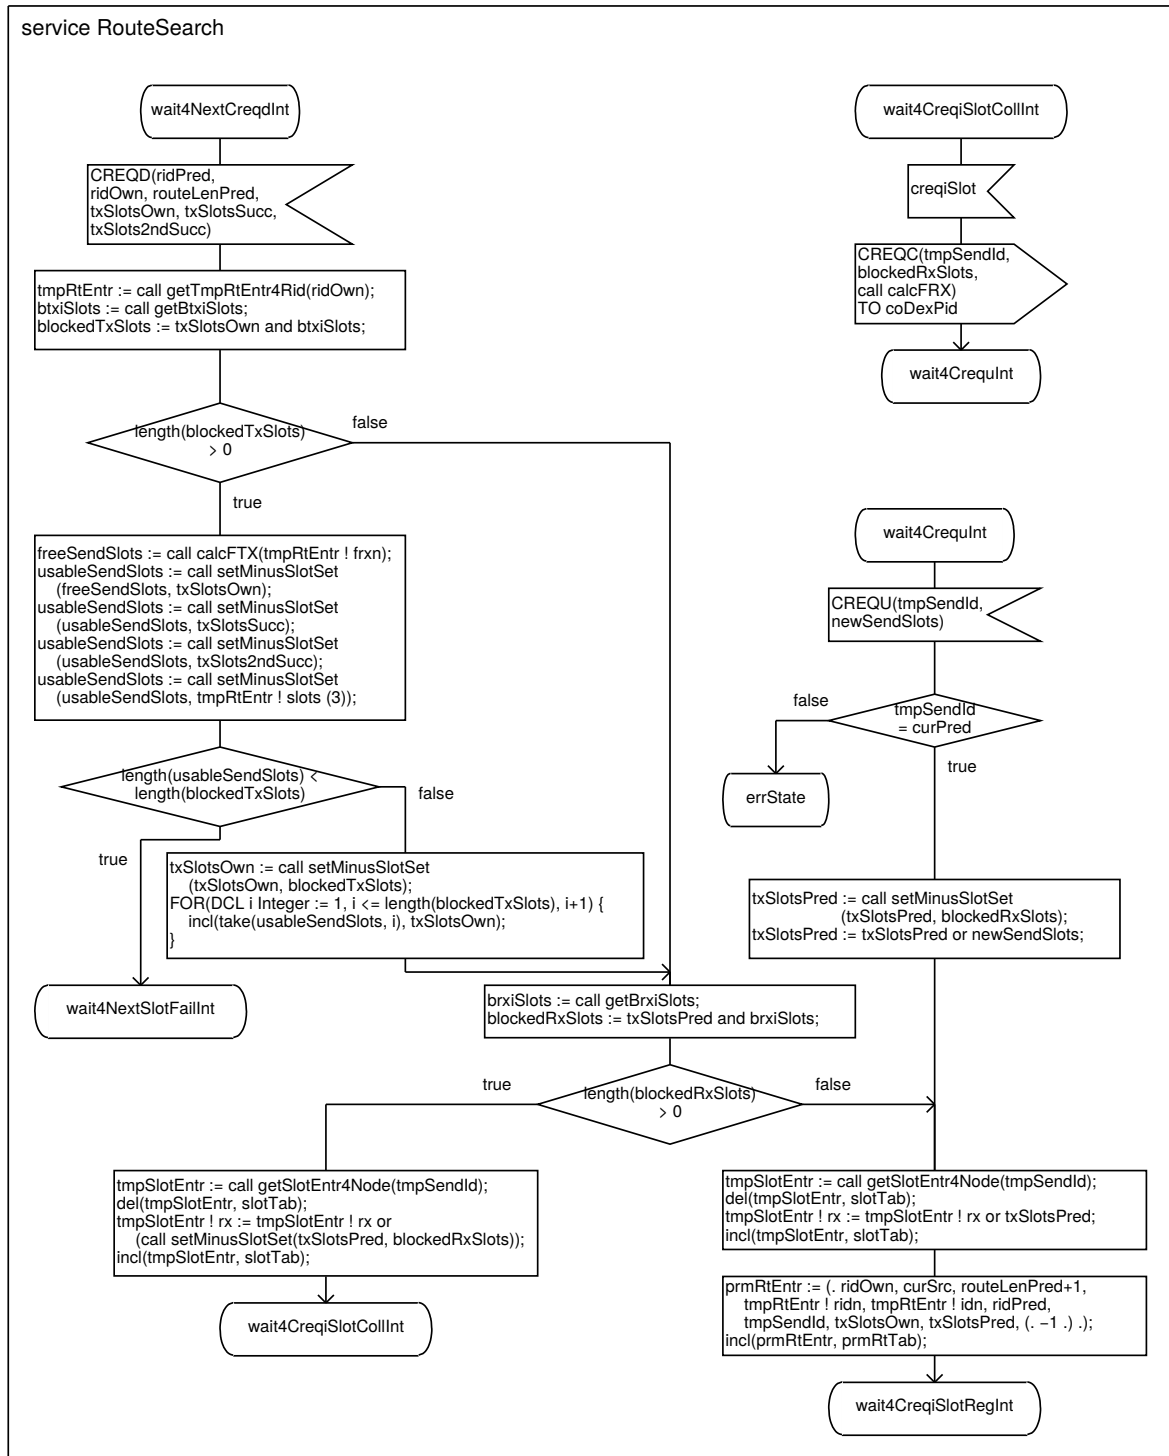 service RouteSearch
wait4NextCreqdInt
CREQD(ridPred,
ridOwn, routeLenPred,
txSlotsOwn, txSlotsSucc,
txSlots2ndSucc)
tmpRtEntr := call getTmpRtEntr4Rid(ridOwn);
btxiSlots := call getBtxiSlots;
blockedTxSlots := txSlotsOwn and btxiSlots;
length(blockedTxSlots)
> 0
false
true
freeSendSlots := call calcFTX(tmpRtEntr ! frxn);
usableSendSlots := call setMinusSlotSet
(freeSendSlots, txSlotsOwn);
usableSendSlots := call setMinusSlotSet
(usableSendSlots, txSlotsSucc);
usableSendSlots := call setMinusSlotSet
(usableSendSlots, txSlots2ndSucc);
usableSendSlots := call setMinusSlotSet
(usableSendSlots, tmpRtEntr ! slots (3));
length(usableSendSlots) <
length(blockedTxSlots)
false
true
txSlotsOwn := call setMinusSlotSet
(txSlotsOwn, blockedTxSlots);
FOR(DCL i Integer := 1, i <= length(blockedTxSlots), i+1) {
incl(take(usableSendSlots, i), txSlotsOwn);
}
wait4NextSlotFailInt
brxiSlots := call getBrxiSlots;
blockedRxSlots := txSlotsPred and brxiSlots;
length(blockedRxSlots)
> 0
true
false
tmpSlotEntr := call getSlotEntr4Node(tmpSendId);
del(tmpSlotEntr, slotTab);
tmpSlotEntr ! rx := tmpSlotEntr ! rx or
(call setMinusSlotSet(txSlotsPred, blockedRxSlots));
incl(tmpSlotEntr, slotTab);
wait4CreqiSlotCollInt
wait4CreqiSlotCollInt
creqiSlot
CREQC(tmpSendId,
blockedRxSlots,
call calcFRX)
TO coDexPid
wait4CrequInt
wait4CrequInt
CREQU(tmpSendId,
newSendSlots)
tmpSendId
= curPred
false
true
errState
txSlotsPred := call setMinusSlotSet
(txSlotsPred, blockedRxSlots);
txSlotsPred := txSlotsPred or newSendSlots;
tmpSlotEntr := call getSlotEntr4Node(tmpSendId);
del(tmpSlotEntr, slotTab);
tmpSlotEntr ! rx := tmpSlotEntr ! rx or txSlotsPred;
incl(tmpSlotEntr, slotTab);
prmRtEntr := (. ridOwn, curSrc, routeLenPred+1,
tmpRtEntr ! ridn, tmpRtEntr ! idn, ridPred,
tmpSendId, txSlotsOwn, txSlotsPred, (. −1 .) .);
incl(prmRtEntr, prmRtTab);
wait4CreqiSlotRegInt